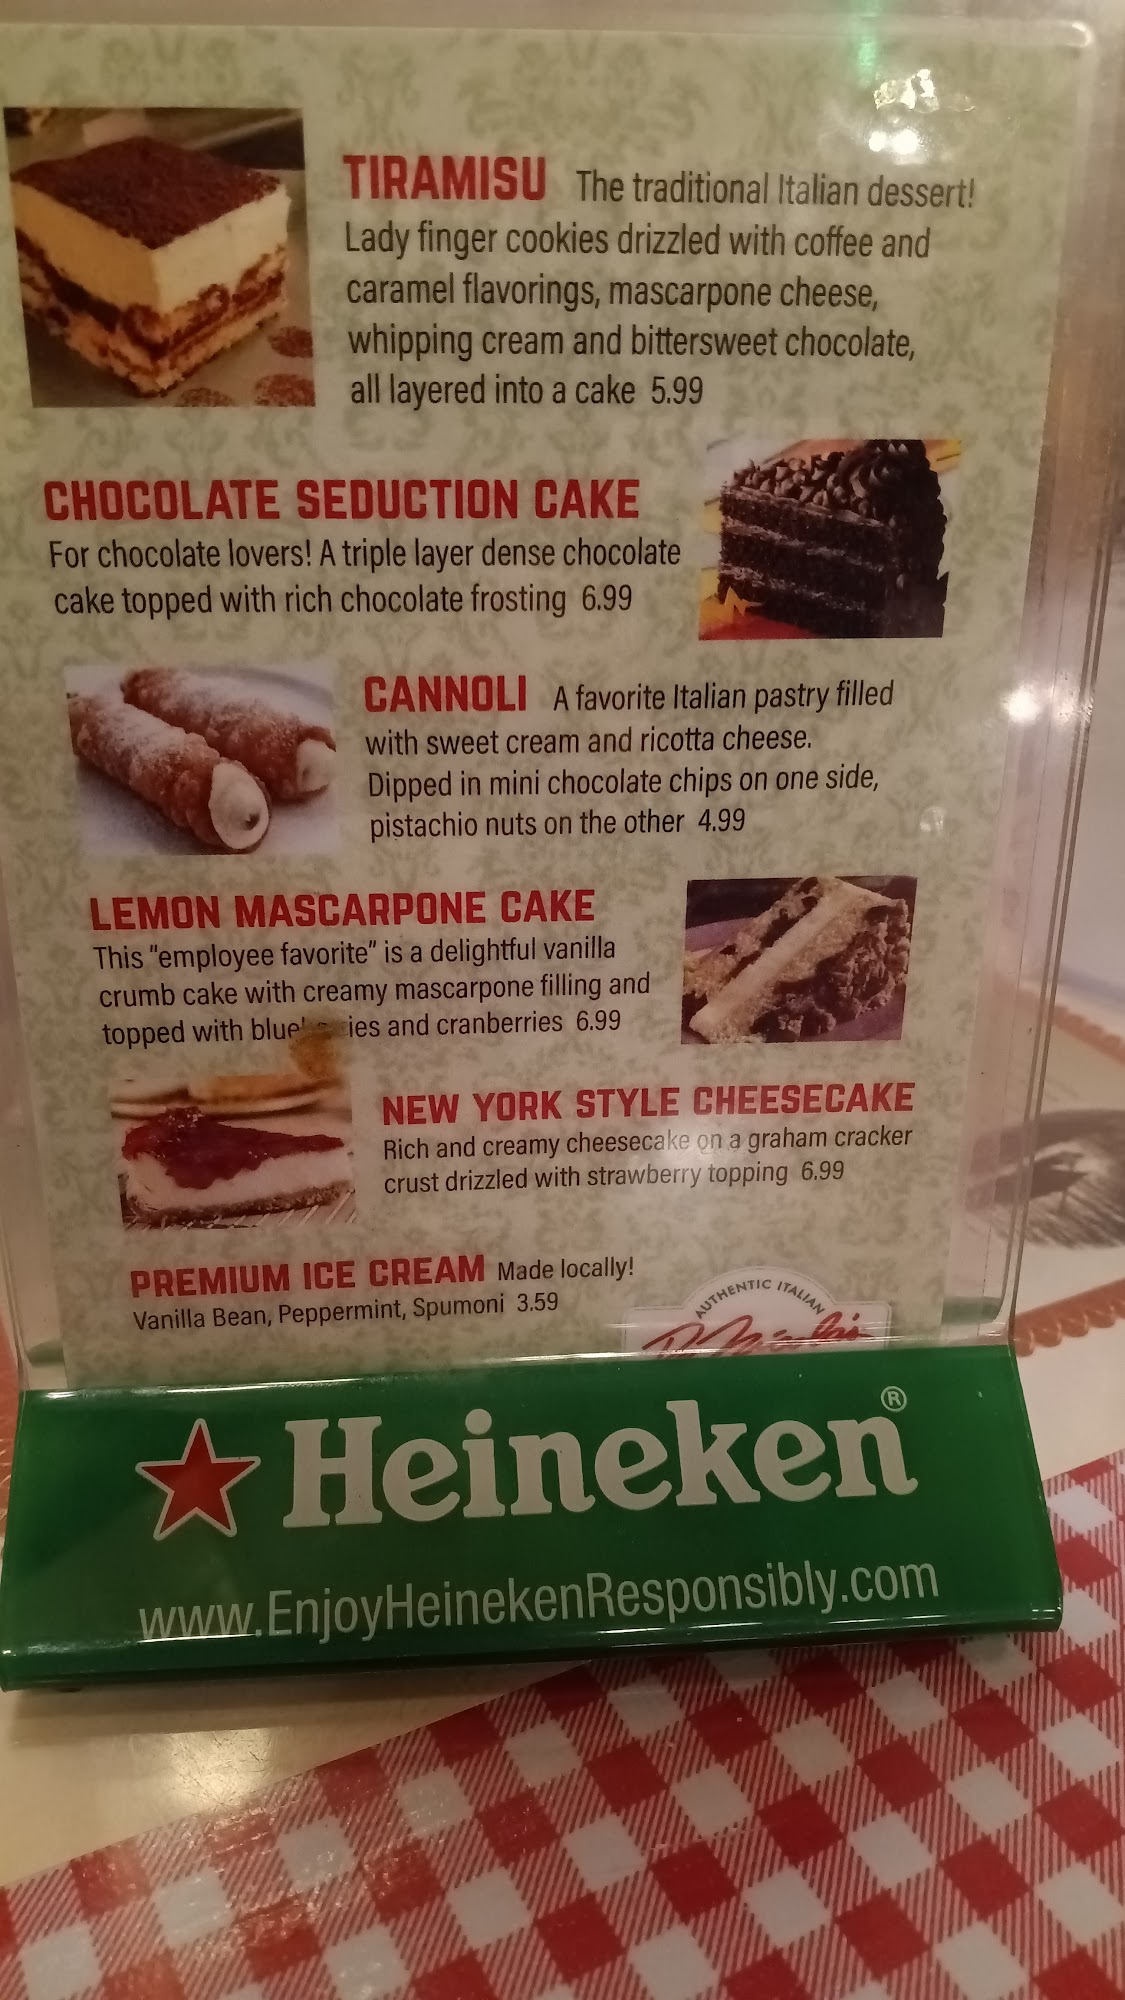 TIRAMISU The traditional Italian dessert!
Lady finger cookies drizzled with coffee and
caramel flavorings, mascarpone cheese,
whipping cream and bittersweet chocolate,
all layered into a cake 5.99
CHOCOLATE SEDUCTION CAKE
For chocolate lovers! A triple layer dense chocolate
cake topped with rich chocolate frosting 6.99
CANNOLI A favorite Italian pastry filled
with sweet cream and ricotta cheese.
Dipped in mini chocolate chips on one side,
pistachio nuts on the other 4.99
LEMON MASCARPONE CAKE
This "employee favorite" is a delightful vanilla
crumb cake with creamy mascarpone filling and
topped with and cranberries 6.99
NEW YORK STYLE CHEESECAKE
Rich and creamy cheesecake on a graham cracker
crust drizzled with strawberry topping 6.99
PREMIUM ICE CREAM Made locally!
Vanilla Bean, Peppermint, Spumoni 3.59
AUTHENTIC ITALIAN
Heineken®
www.EnjoyHeinekenResponsibly.com